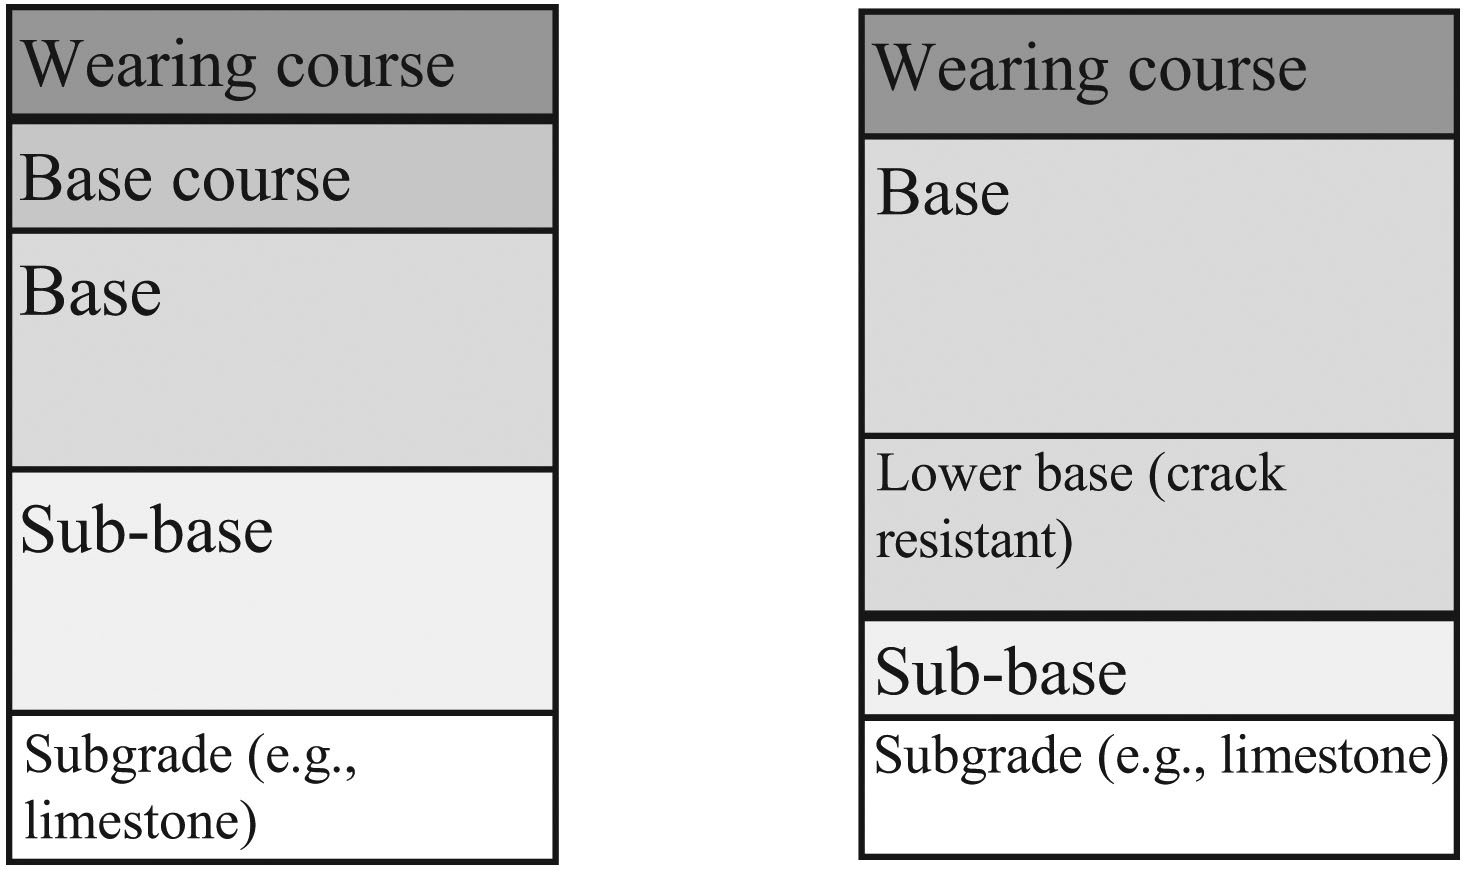 Wearing course
Base course
Base
Sub-base
Subgrade (e.g.,
limestone)
Wearing course
Base
Lower base (crack
resistant)
Sub-base
Subgrade (e.g., limestone)